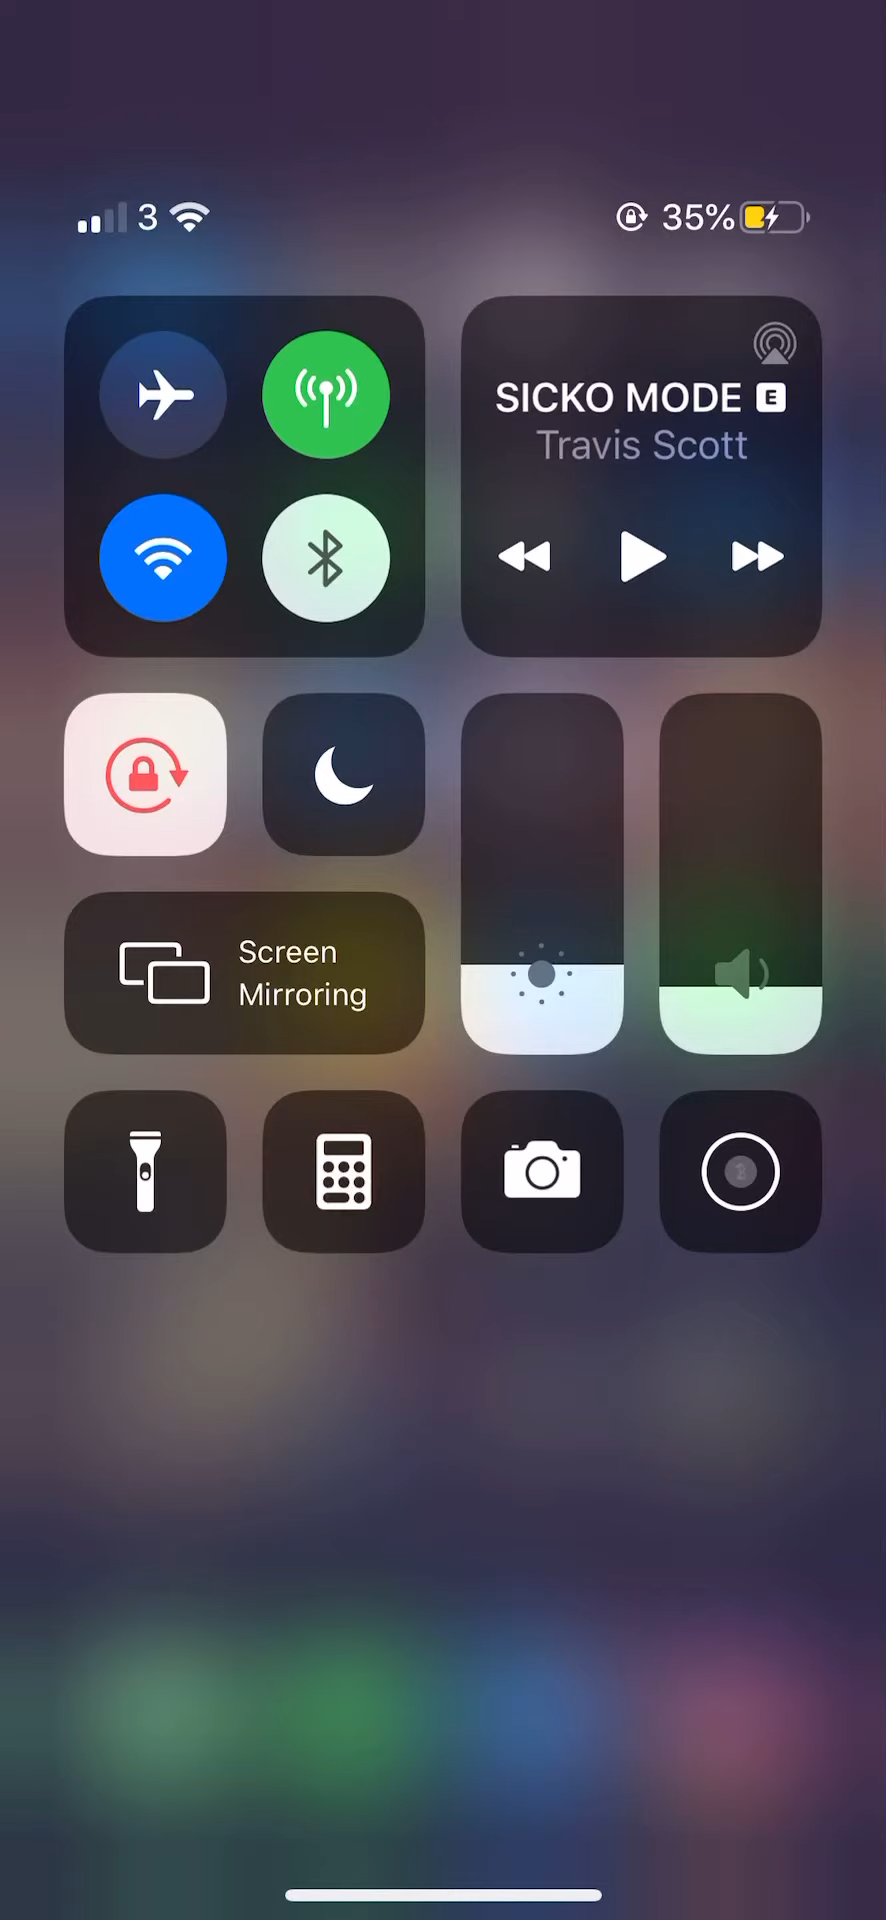 3
35%
SICKO MODE E
Travis Scott
Screen
Mirroring